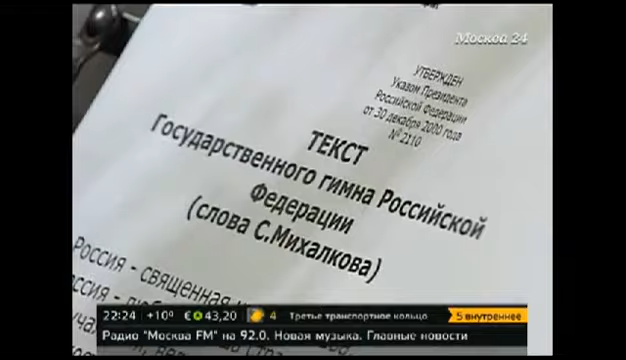 Москва 24
УТВЕРЖДЕН
Указом Президента
Российской Федерации
от 30 декабря 2000 года
№ 2110
ТЕКСТ
Государственного гимна Российской
Федерации
(слова С.Михалкова)
Россия - священная
22:24 +10° € 43,20 4 Третье транспортное кольцо 5 внутреннее
Радио "Москва FM" на 92.0. Новая музыка. Главные новости